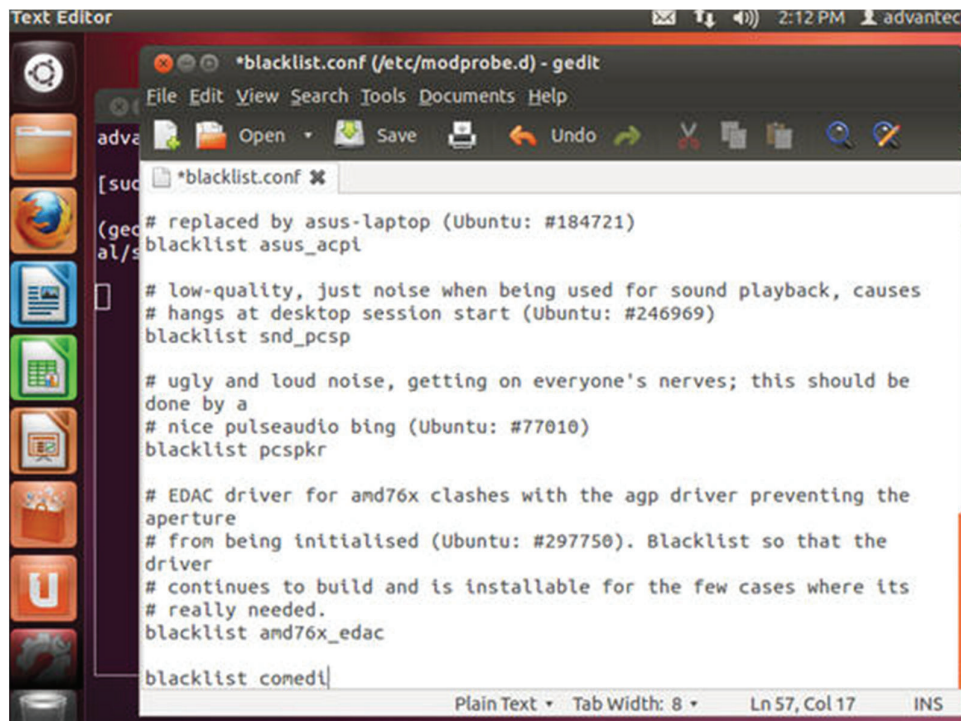 Text Editor 2:12 PM advantec
*blacklist.conf (/etc/modprobe.d) - gedit
File Edit View Search Tools Documents Help
Open Save Undo
*blacklist.conf
adva
[suc
(gec
al/s
# replaced by asus-laptop (Ubuntu: #184721)
blacklist asus_acpi
# low-quality, just noise when being used for sound playback, causes
# hangs at desktop session start (Ubuntu: #246969)
blacklist snd_pcsp
# ugly and loud noise, getting on everyone's nerves; this should be
done by a
# nice pulseaudio bing (Ubuntu: #77010)
blacklist pcspkr
# EDAC driver for amd76x clashes with the agp driver preventing the
aperture
# from being initialised (Ubuntu: #297750). Blacklist so that the
driver
# continues to build and is installable for the few cases where its
# really needed.
blacklist amd76x_edac
blacklist comedi
Plain Text Tab Width: 8 Ln 57, Col 17 INS